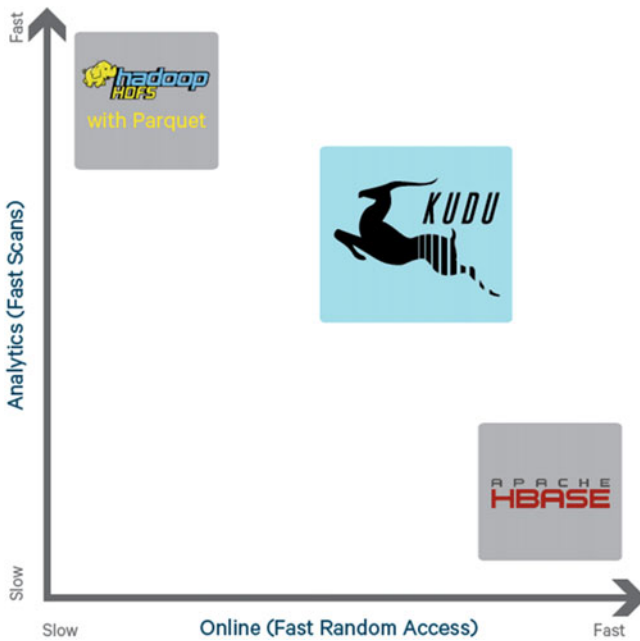 Fast
hadoop
HDFS
with Parquet
KUDU
Analytics (Fast Scans)
APACHE
HBASE
Slow
Slow
Online (Fast Random Access)
Fast